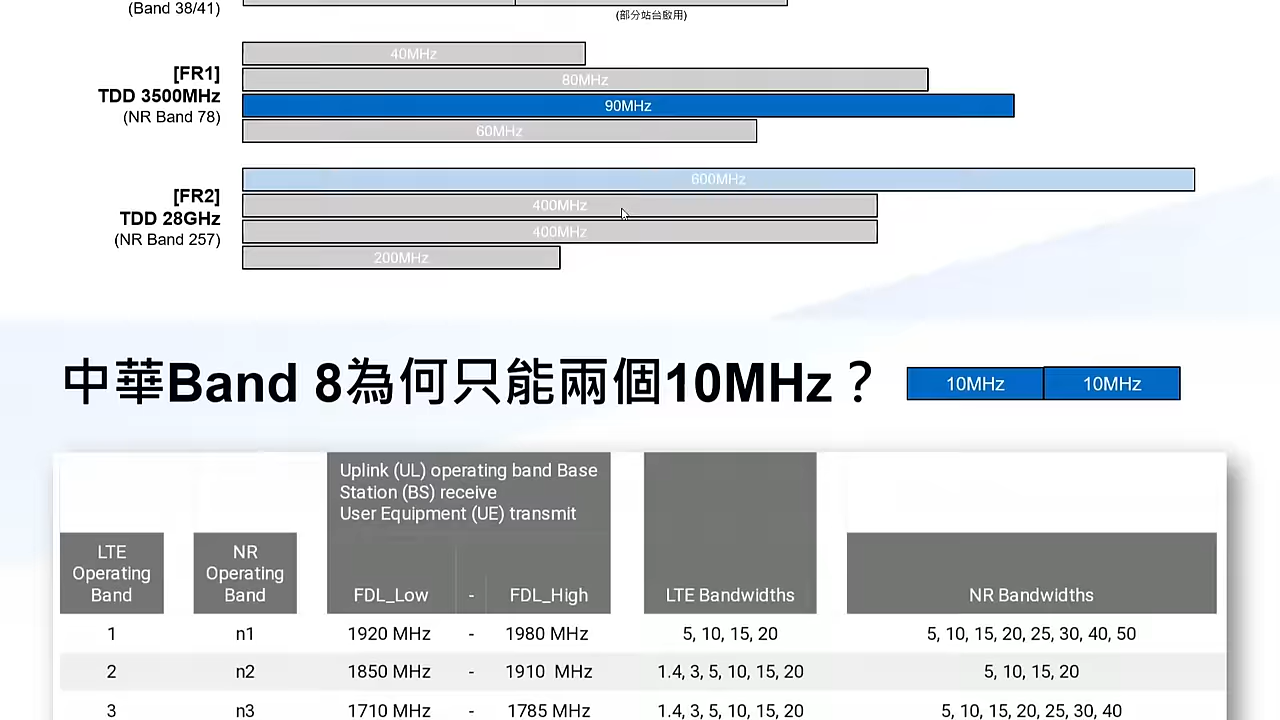 (Band 38/41)
(部分站台啟用)
[FR1]
TDD 3500MHz
(NR Band 78)
40MHz
80MHz
90MHz
60MHz
[FR2]
TDD 28GHz
(NR Band 257)
600MHz
400MHz
400MHz
200MHz
中華Band 8為何只能兩個10MHz？
10MHz 10MHz
Uplink (UL) operating band Base
Station (BS) receive
User Equipment (UE) transmit
LTE
Operating
Band
NR
Operating
Band
FDL_Low - FDL_High
LTE Bandwidths
NR Bandwidths
1 n1 1920 MHz - 1980 MHz 5, 10, 15, 20 5, 10, 15, 20, 25, 30, 40, 50
2 n2 1850 MHz - 1910 MHz 1.4, 3, 5, 10, 15, 20 5, 10, 15, 20
3 n3 1710 MHz - 1785 MHz 1.4, 3, 5, 10, 15, 20 5, 10, 15, 20, 25, 30, 40